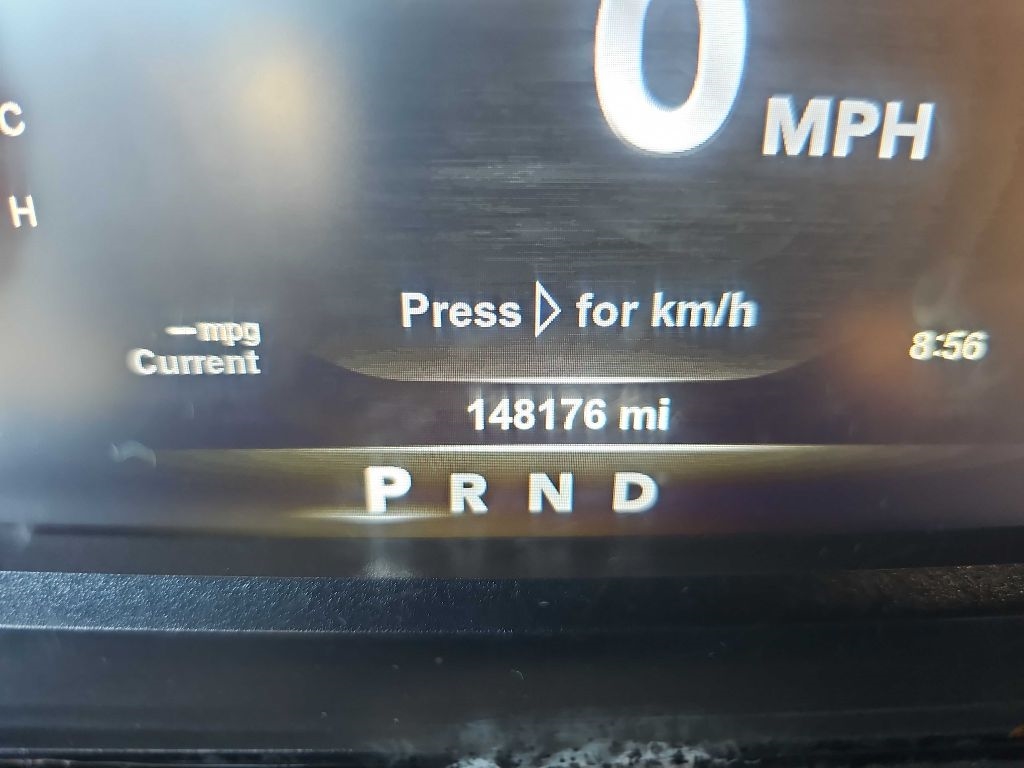 0 MPH
C
H
Press ▷ for km/h
--- mpg
Current
8:56
148176 mi
P R N D